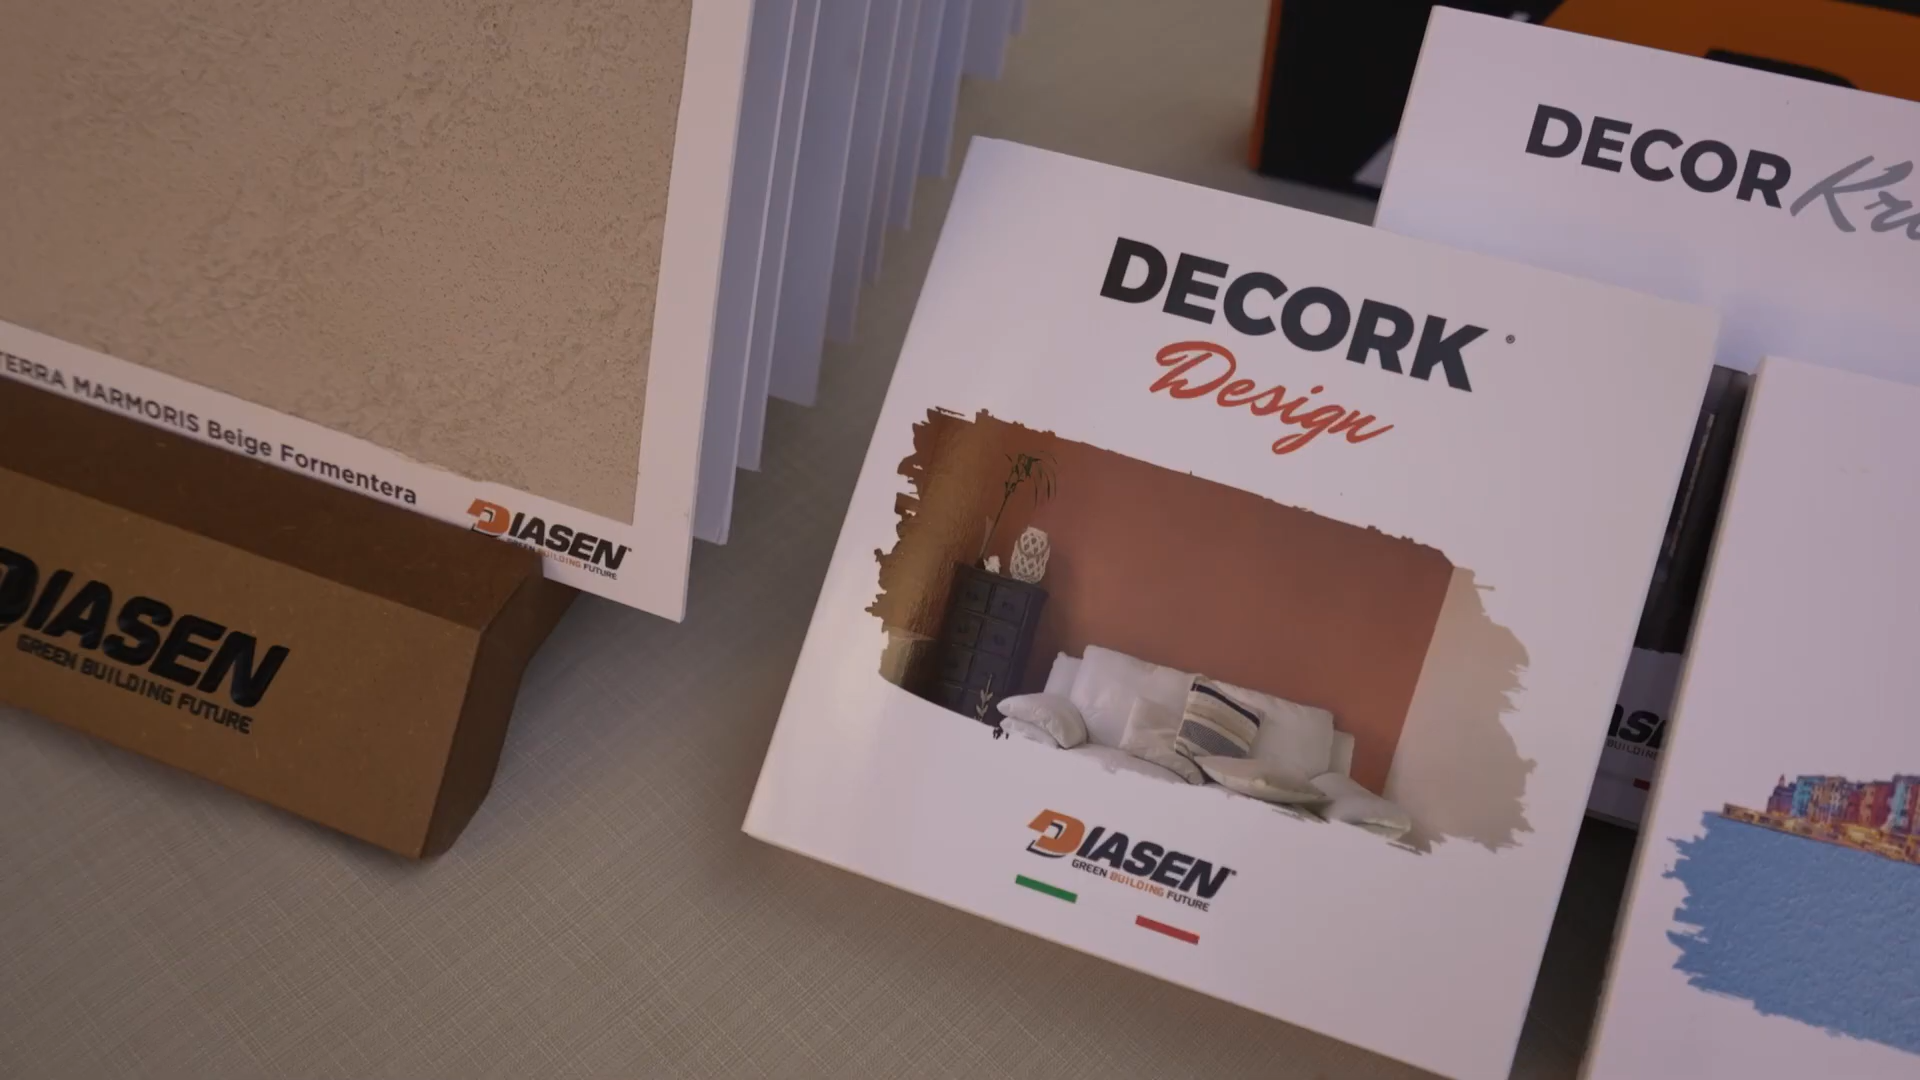 TERRA MARMORIS Beige Formentera
DIASEN
GREEN BUILDING FUTURE
DIASEN
GREEN BUILDING FUTURE
DECORK®
Design
DIASEN
GREEN BUILDING FUTURE
DECOR